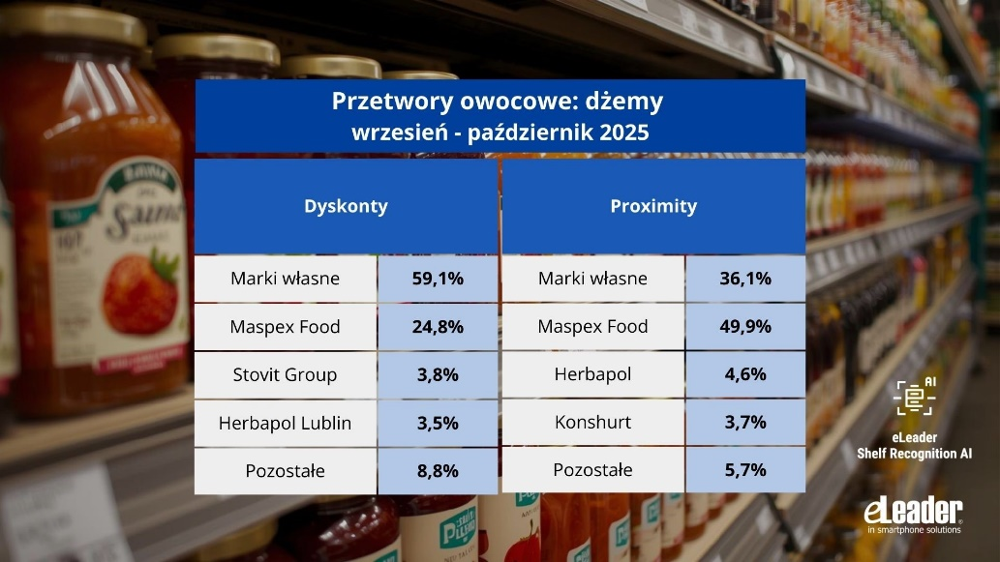 Przetwory owocowe: dżemy
wrzesień - październik 2025
Dyskonty
Proximity
Marki własne 59,1% Marki własne 36,1%
Maspex Food 24,8% Maspex Food 49,9%
Stovit Group 3,8% Herbapol 4,6%
Herbapol Lublin 3,5% Konshurt 3,7%
Pozostałe 8,8% Pozostałe 5,7%
AI
eLeader
Shelf Recognition AI
eLeader
in smartphone solutions